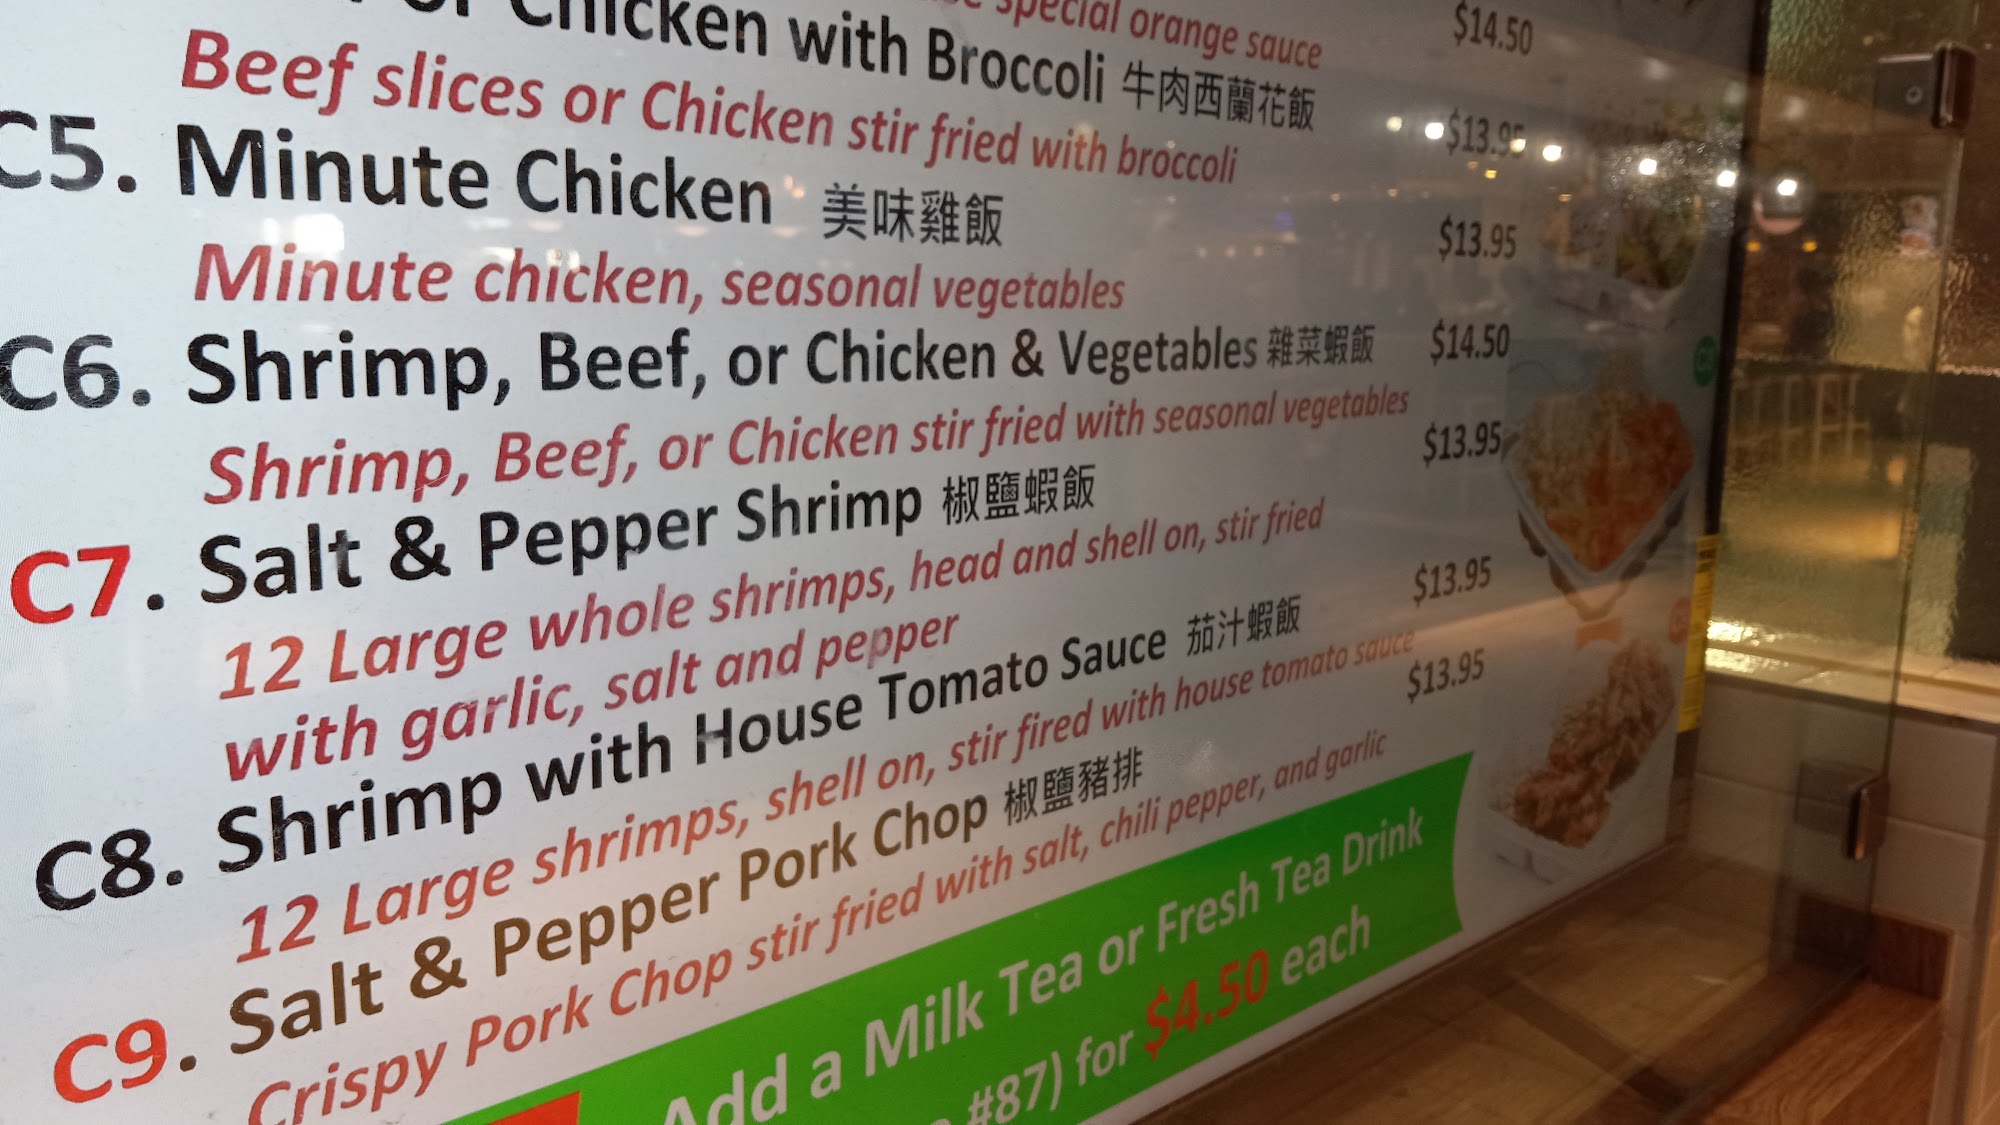 special orange sauce $14.50
or Chicken with Broccoli 牛肉西蘭花飯 $13.95
Beef slices or Chicken stir fried with broccoli
C5. Minute Chicken 美味雞飯 $13.95
Minute chicken, seasonal vegetables
C6. Shrimp, Beef, or Chicken & Vegetables 雜菜蝦飯 $14.50
Shrimp, Beef, or Chicken stir fried with seasonal vegetables
C7. Salt & Pepper Shrimp 椒鹽蝦飯 $13.95
12 Large whole shrimps, head and shell on, stir fried
with garlic, salt and pepper
C8. Shrimp with House Tomato Sauce 茄汁蝦飯 $13.95
12 Large shrimps, shell on, stir fired with house tomato sauce
C9. Salt & Pepper Pork Chop 椒鹽豬排 $13.95
Crispy Pork Chop stir fried with salt, chili pepper, and garlic
Add a Milk Tea or Fresh Tea Drink
#87) for $4.50 each